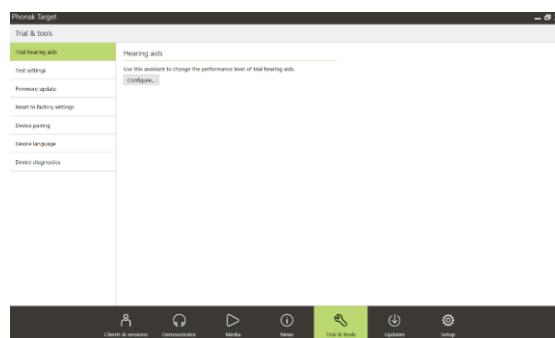 Phonak Target
Trial & tools
Trial hearing aids
Test settings
Firmware update
Reset to factory settings
Device pairing
Device language
Device diagnostics
Hearing aids
Use this assistant to change the performance level of trial hearing aids.
Configure..
Clients & sessions
Demonstrator
Media
News
Trial & tools
Updates
Setup